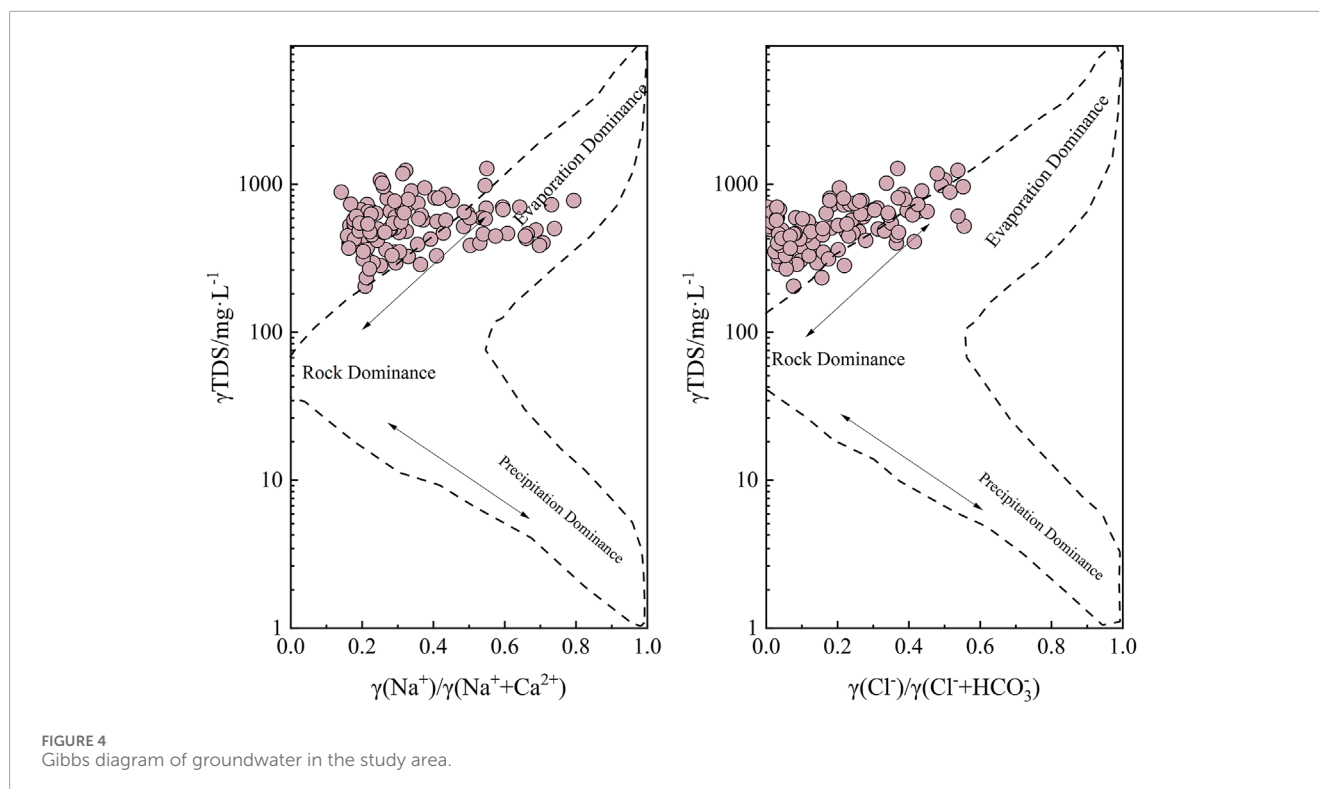 1000
100
10
1
γTDS/mg·L⁻¹
Evaporation Dominance
Rock Dominance
Precipitation Dominance
0.0 0.2 0.4 0.6 0.8 1.0
γ(Na⁺)/γ(Na⁺+Ca²⁺)
1000
100
10
1
γTDS/mg·L⁻¹
Evaporation Dominance
Rock Dominance
Precipitation Dominance
0.0 0.2 0.4 0.6 0.8 1.0
γ(Cl⁻)/γ(Cl⁻+HCO₃⁻)
FIGURE 4
Gibbs diagram of groundwater in the study area.